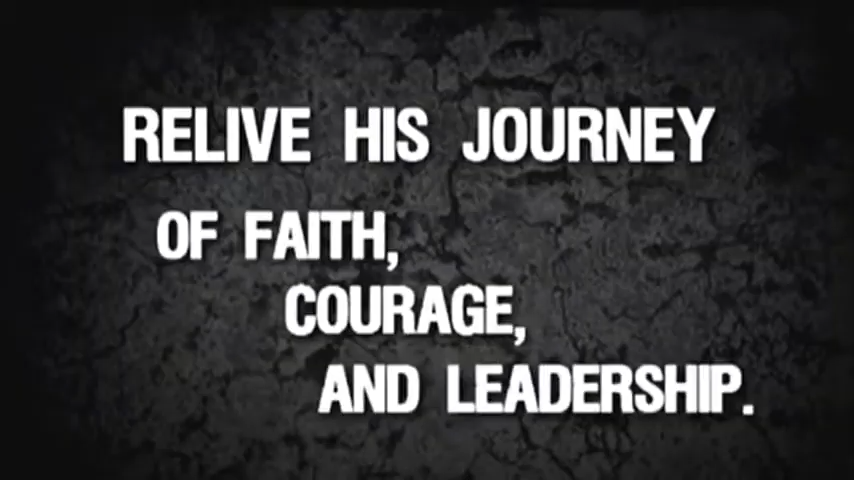 RELIVE HIS JOURNEY
OF FAITH,
COURAGE,
AND LEADERSHIP.